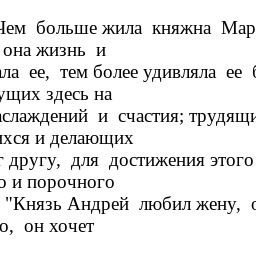 Чем больше жила княжна Мар
она жизнь и
ла ее, тем более удивляла ее
ущих здесь на
слаждений и счастия; трудящи
хся и делающих
другу, для достижения этого
о и порочного
"Князь Андрей любил жену,
о, он хочет